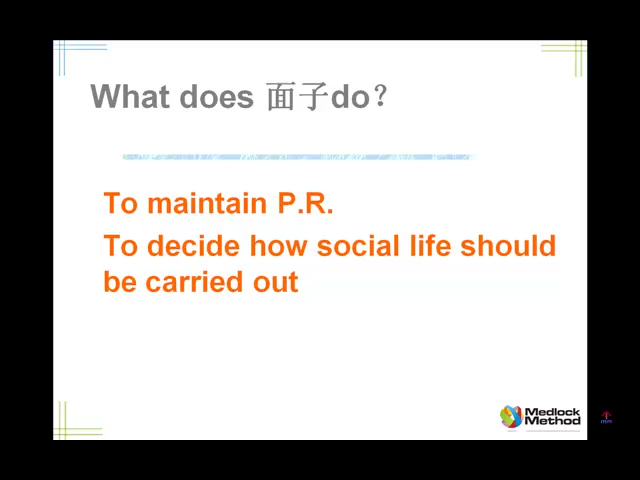 What does 面子do？
To maintain P.R.
To decide how social life should
be carried out
Medlock
Method